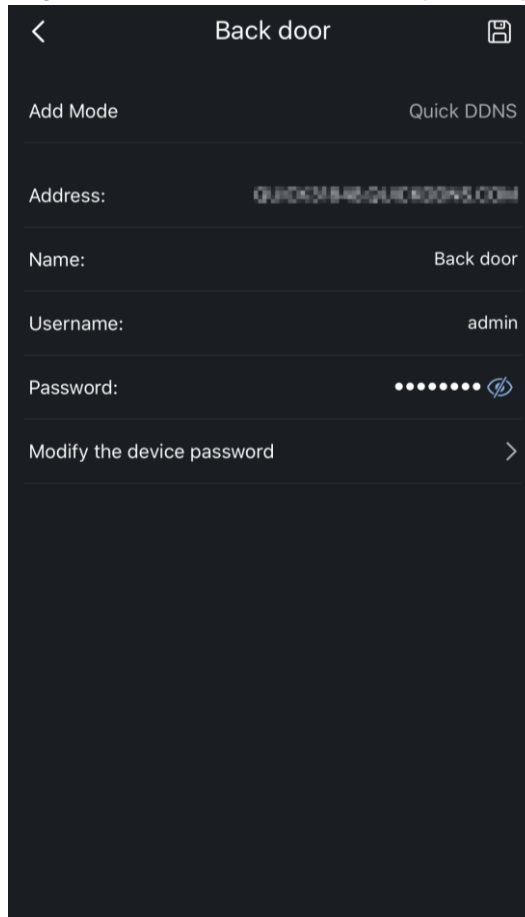 Back door
Add Mode Quick DDNS
Address:
Name: Back door
Username: admin
Password: ••••••••
Modify the device password